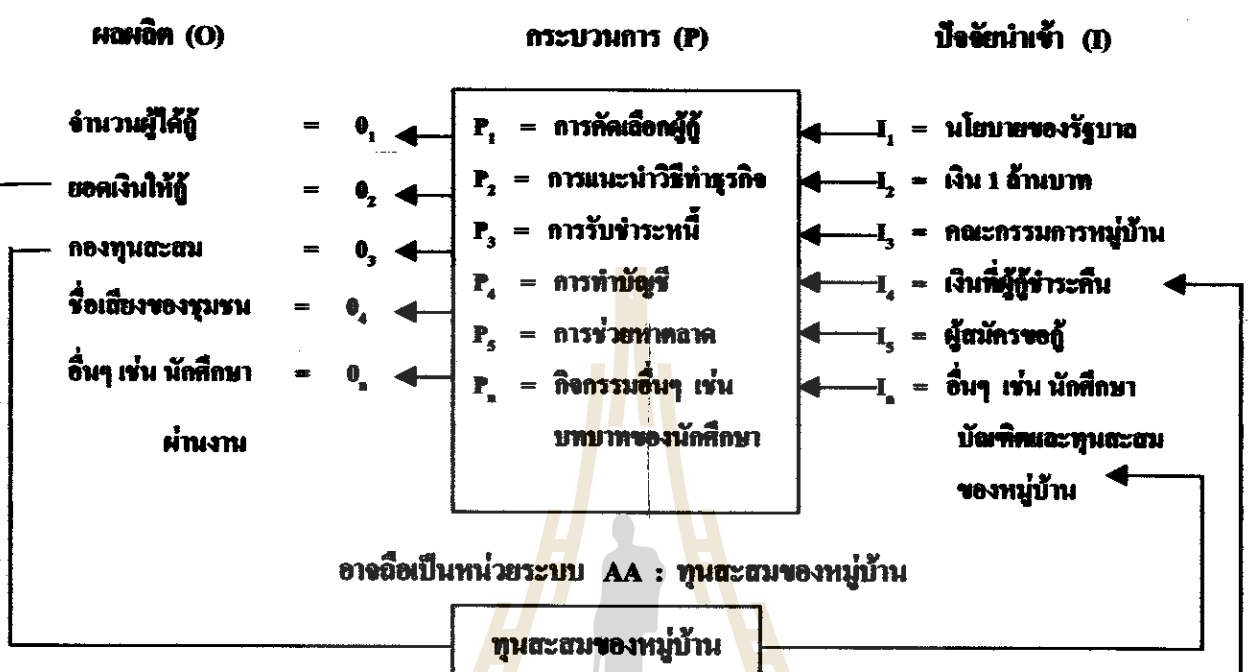 ผลผลิต (O) กระบวนการ (P) ปัจจัยนำเข้า (I)
จำนวนผู้ได้กู้ = 0₁ P₁ = การคัดเลือกผู้กู้ I₁ = นโยบายของรัฐบาล
ยอดเงินให้กู้ = 0₂ P₂ = การแนะนำวิธีทำธุรกิจ I₂ = เงิน 1 ล้านบาท
กองทุนสะสม = 0₃ P₃ = การรับชำระหนี้ I₃ = คณะกรรมการหมู่บ้าน
ชื่อเสียงของชุมชน = 0₄ P₄ = การทำบัญชี I₄ = เงินที่ผู้กู้ชำระคืน
P₅ = การช่วยหาตลาด I₅ = ผู้สมัครขอกู้
อื่นๆ เช่น นักศึกษา = 0ₙ Pₙ = กิจกรรมอื่นๆ เช่น Iₙ = อื่นๆ เช่น นักศึกษา
ผ่านงาน บทบาทของนักศึกษา บัณฑิตและทุนสะสม
ของหมู่บ้าน
อาจถือเป็นหน่วยระบบ AA : ทุนสะสมของหมู่บ้าน
ทุนสะสมของหมู่บ้าน